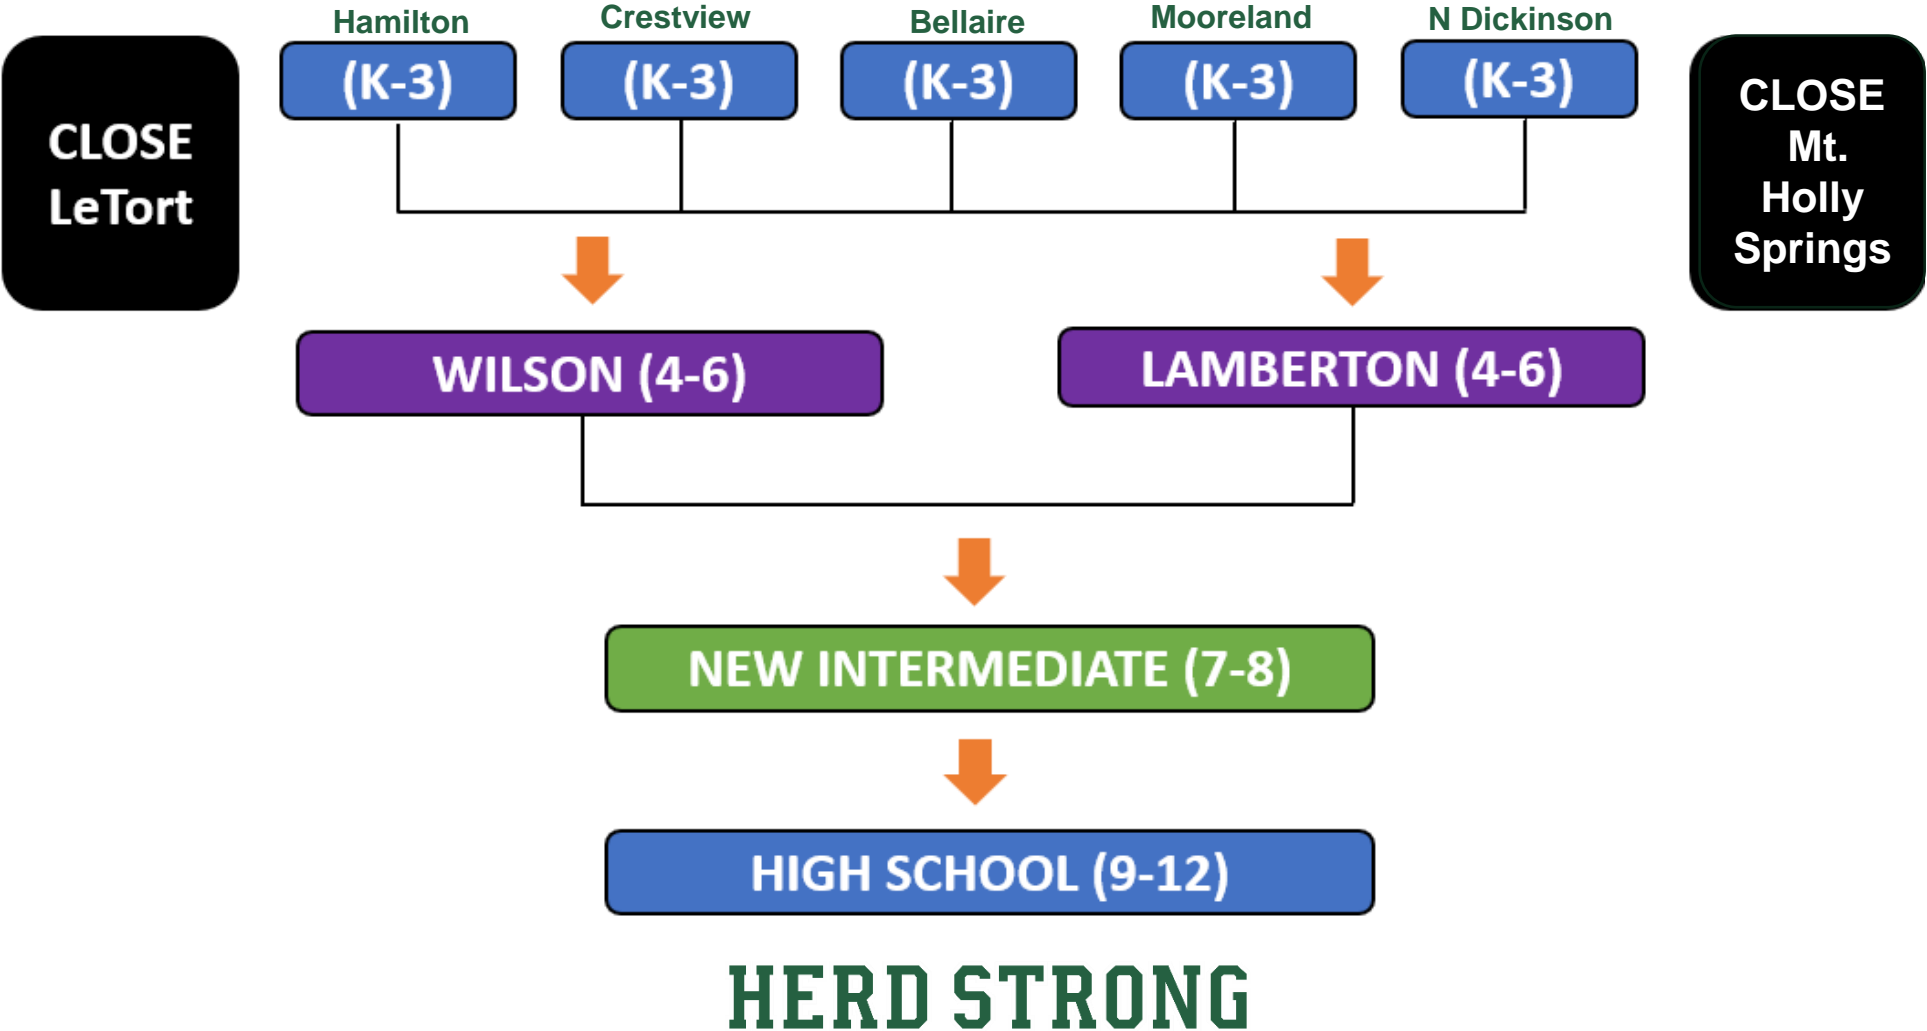 Hamilton
Crestview
Bellaire
Mooreland
N Dickinson
(K-3)
(K-3)
(K-3)
(K-3)
(K-3)
CLOSE
LeTort
CLOSE
Mt.
Holly
Springs
WILSON (4-6)
LAMBERTON (4-6)
NEW INTERMEDIATE (7-8)
HIGH SCHOOL (9-12)
HERD STRONG